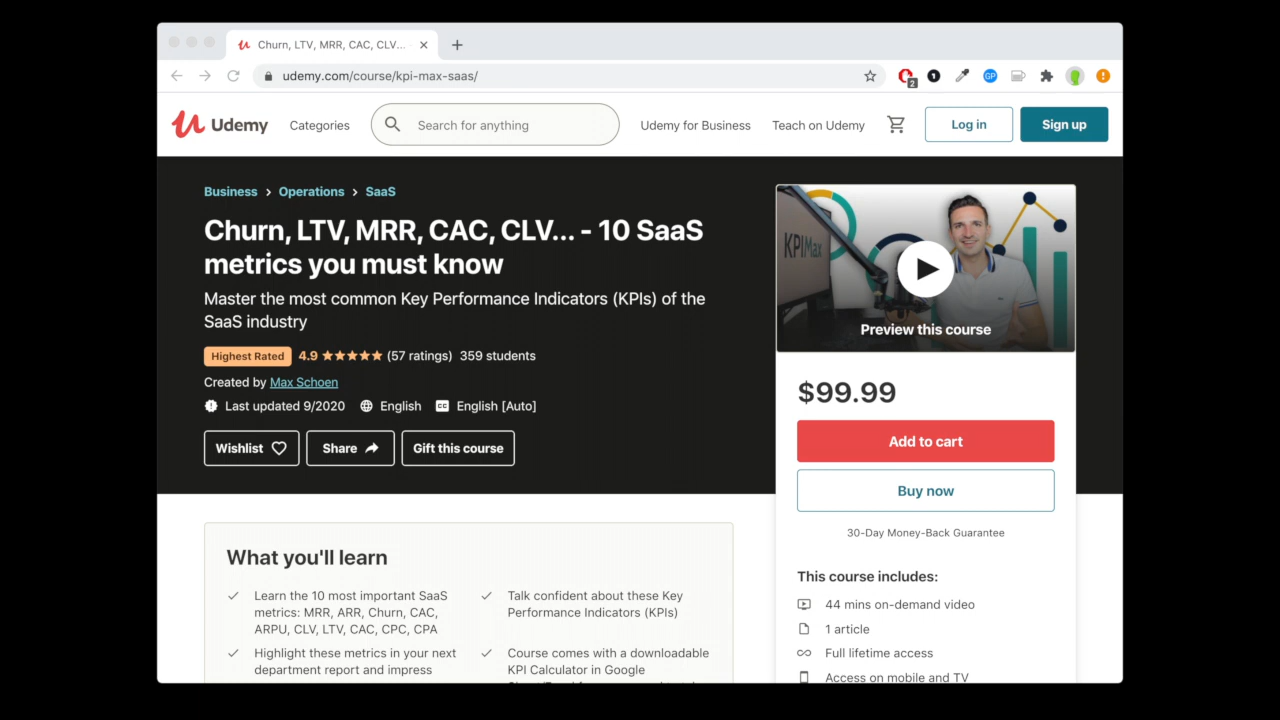 Churn, LTV, MRR, CAC, CLV...
udemy.com/course/kpi-max-saas/
2
1
GP
Udemy
Categories
Search for anything
Udemy for Business
Teach on Udemy
Log in
Sign up
Business > Operations > SaaS
Churn, LTV, MRR, CAC, CLV... - 10 SaaS
metrics you must know
Master the most common Key Performance Indicators (KPIs) of the
SaaS industry
Highest Rated 4.9 (57 ratings) 359 students
Created by Max Schoen
Last updated 9/2020 English CC English [Auto]
Wishlist
Share
Gift this course
KPIMax
Preview this course
$99.99
Add to cart
Buy now
30-Day Money-Back Guarantee
This course includes:
44 mins on-demand video
1 article
Full lifetime access
Access on mobile and TV
What you'll learn
Learn the 10 most important SaaS
metrics: MRR, ARR, Churn, CAC,
ARPU, CLV, LTV, CAC, CPC, CPA
Talk confident about these Key
Performance Indicators (KPIs)
Highlight these metrics in your next
department report and impress
Course comes with a downloadable
KPI Calculator in Google